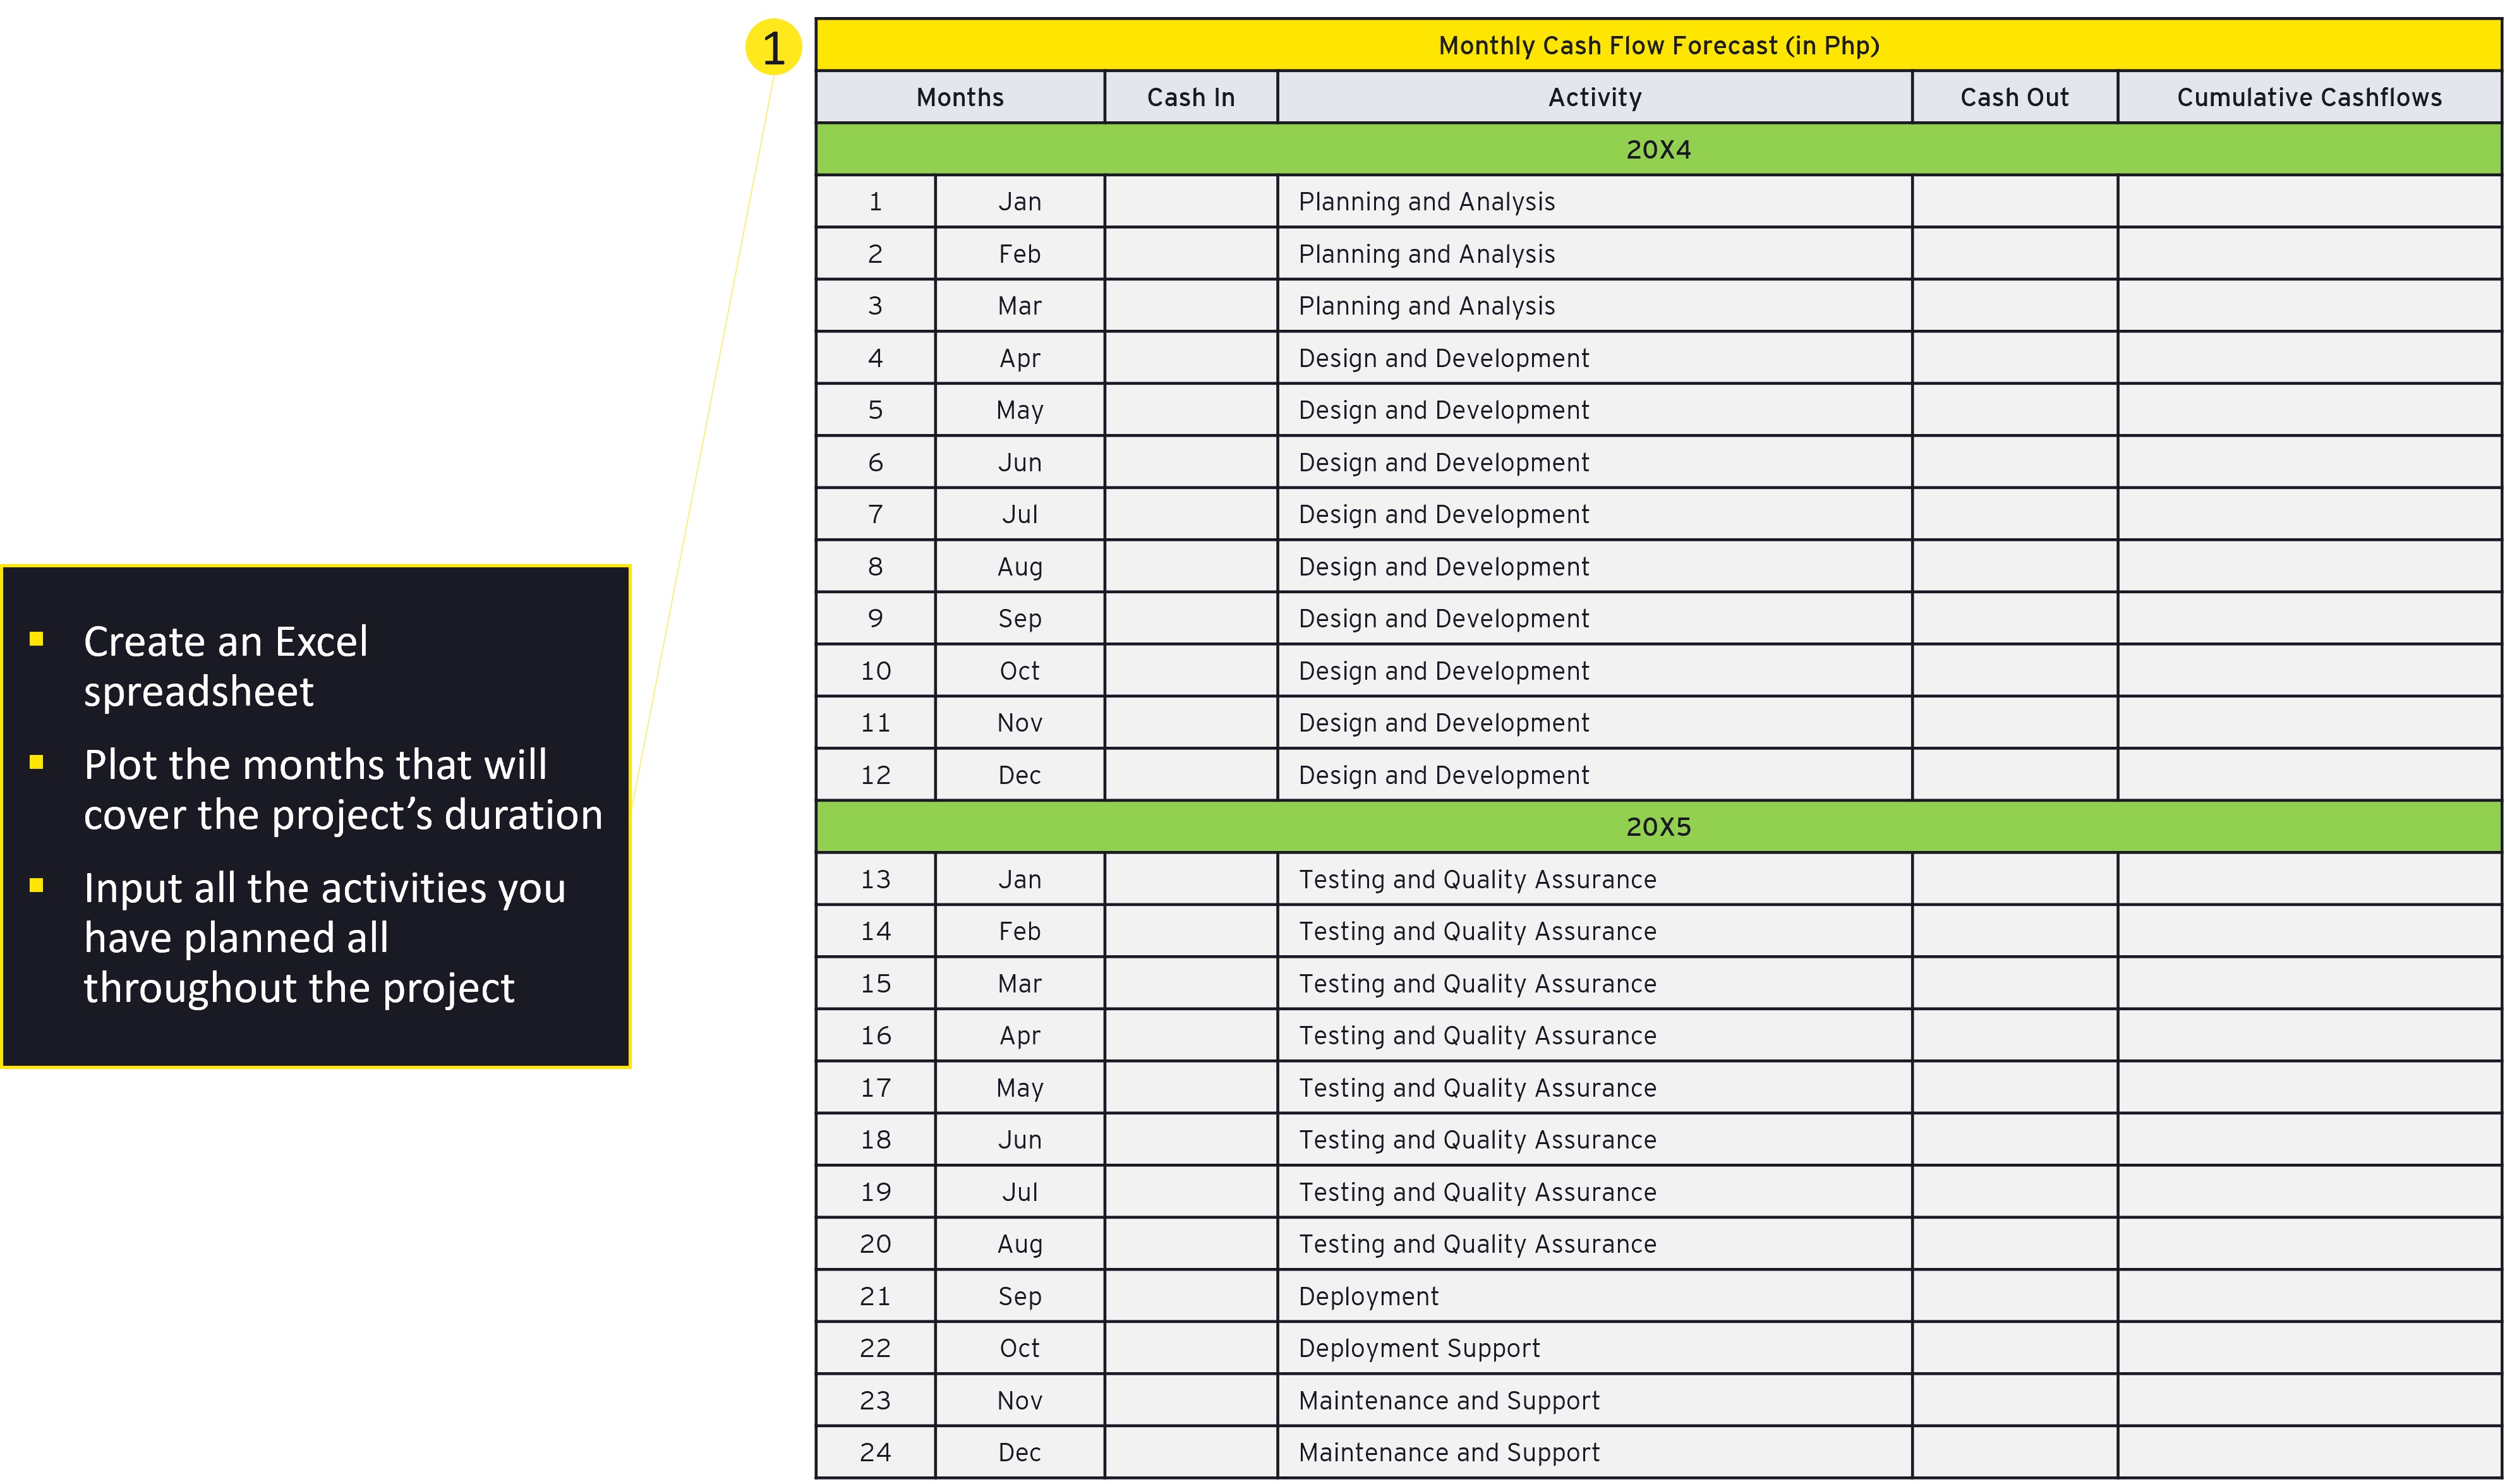 1
Monthly Cash Flow Forecast (in Php)
Months Cash In Activity Cash Out Cumulative Cashflows
20X4
1 Jan Planning and Analysis
2 Feb Planning and Analysis
3 Mar Planning and Analysis
4 Apr Design and Development
5 May Design and Development
6 Jun Design and Development
7 Jul Design and Development
8 Aug Design and Development
9 Sep Design and Development
10 Oct Design and Development
11 Nov Design and Development
12 Dec Design and Development
20X5
13 Jan Testing and Quality Assurance
14 Feb Testing and Quality Assurance
15 Mar Testing and Quality Assurance
16 Apr Testing and Quality Assurance
17 May Testing and Quality Assurance
18 Jun Testing and Quality Assurance
19 Jul Testing and Quality Assurance
20 Aug Testing and Quality Assurance
21 Sep Deployment
22 Oct Deployment Support
23 Nov Maintenance and Support
24 Dec Maintenance and Support
▪ Create an Excel
spreadsheet
▪ Plot the months that will
cover the project’s duration
▪ Input all the activities you
have planned all
throughout the project